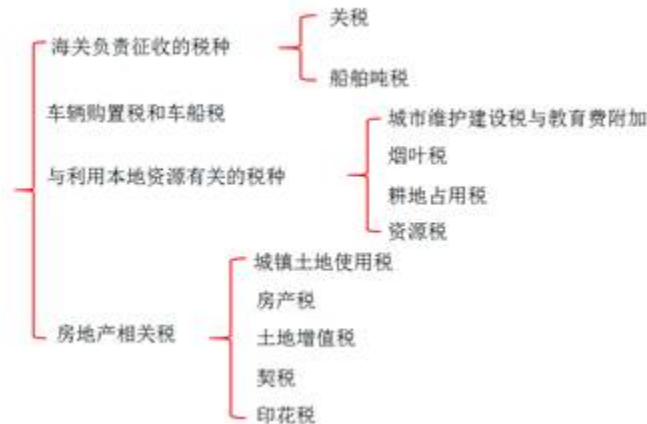 海关负责征收的税种
关税
船舶吨税
车辆购置税和车船税
与利用本地资源有关的税种
城市维护建设税与教育费附加
烟叶税
耕地占用税
资源税
房地产相关税
城镇土地使用税
房产税
土地增值税
契税
印花税